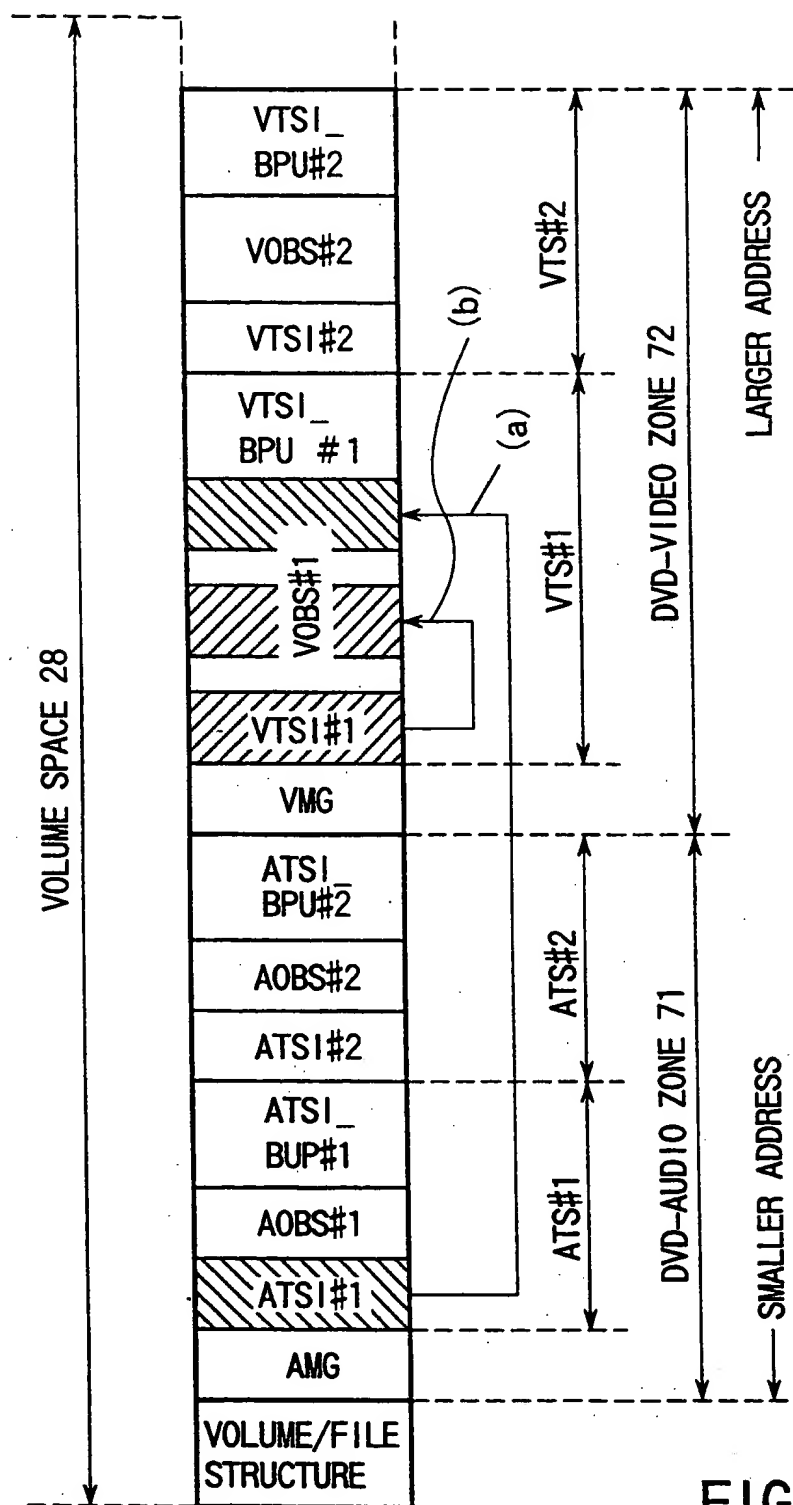 VOLUME SPACE 28
VTSI_
BPU#2
VOBS#2
VTSI#2
VTSI_
BPU #1
VOBS#1
VTSI#1
VMG
ATSI_
BPU#2
AOBS#2
ATSI#2
ATSI_
BUP#1
AOBS#1
ATSI#1
AMG
VOLUME/FILE
STRUCTURE
(b)
(a)
VTS#2
VTS#1
ATS#2
ATS#1
DVD-VIDEO ZONE 72
DVD-AUDIO ZONE 71
LARGER ADDRESS
SMALLER ADDRESS
FIG